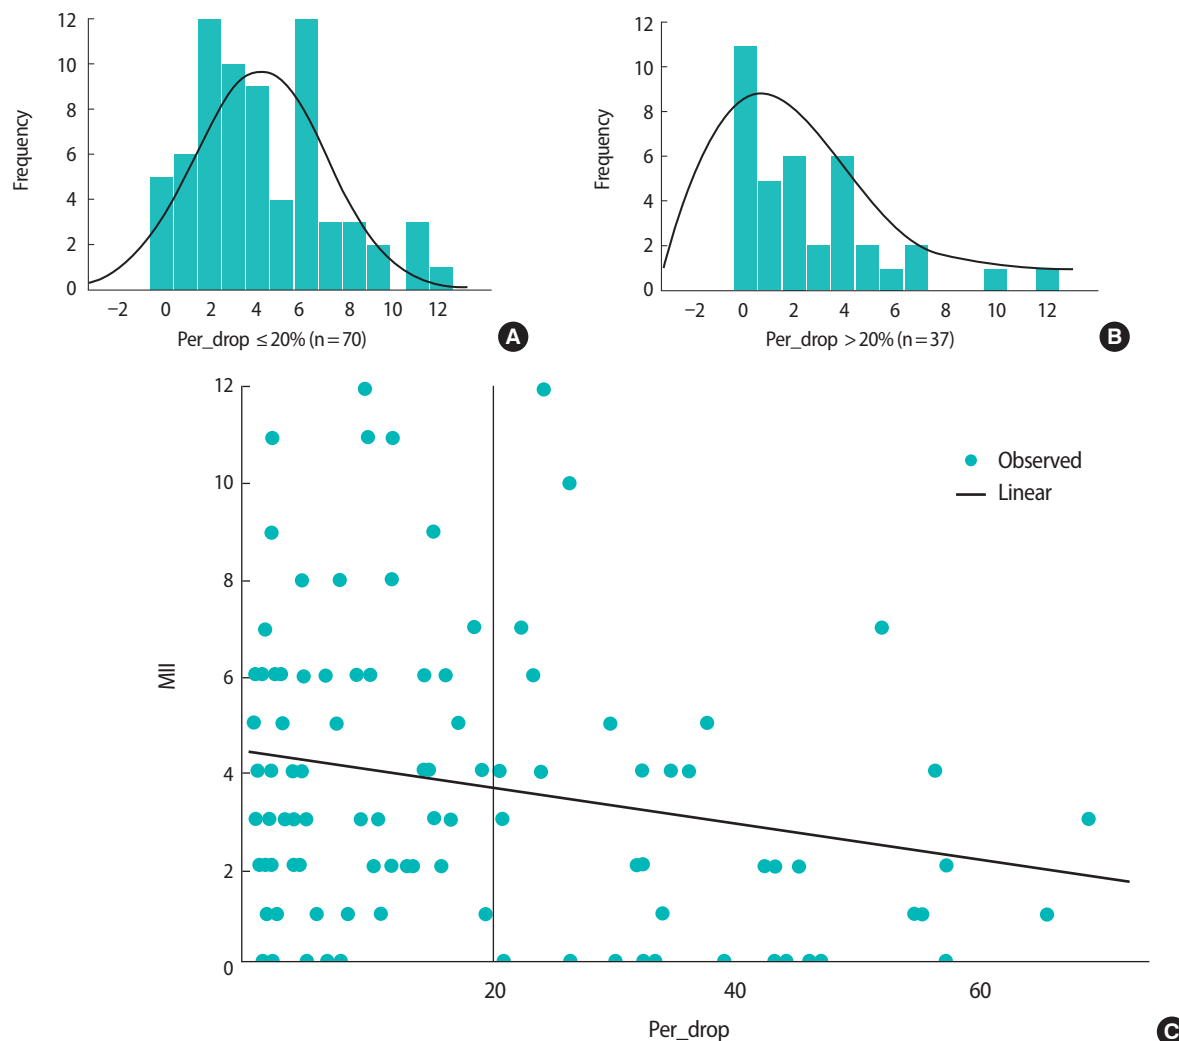 12
10
8
6
4
2
0
Frequency
−2 0 2 4 6 8 10 12
Per_drop ≤ 20% (n = 70)
A
12
10
8
6
4
2
0
Frequency
−2 0 2 4 6 8 10 12
Per_drop > 20% (n = 37)
B
12
10
8
6
4
2
0
MII
Observed
Linear
20 40 60
Per_drop
C